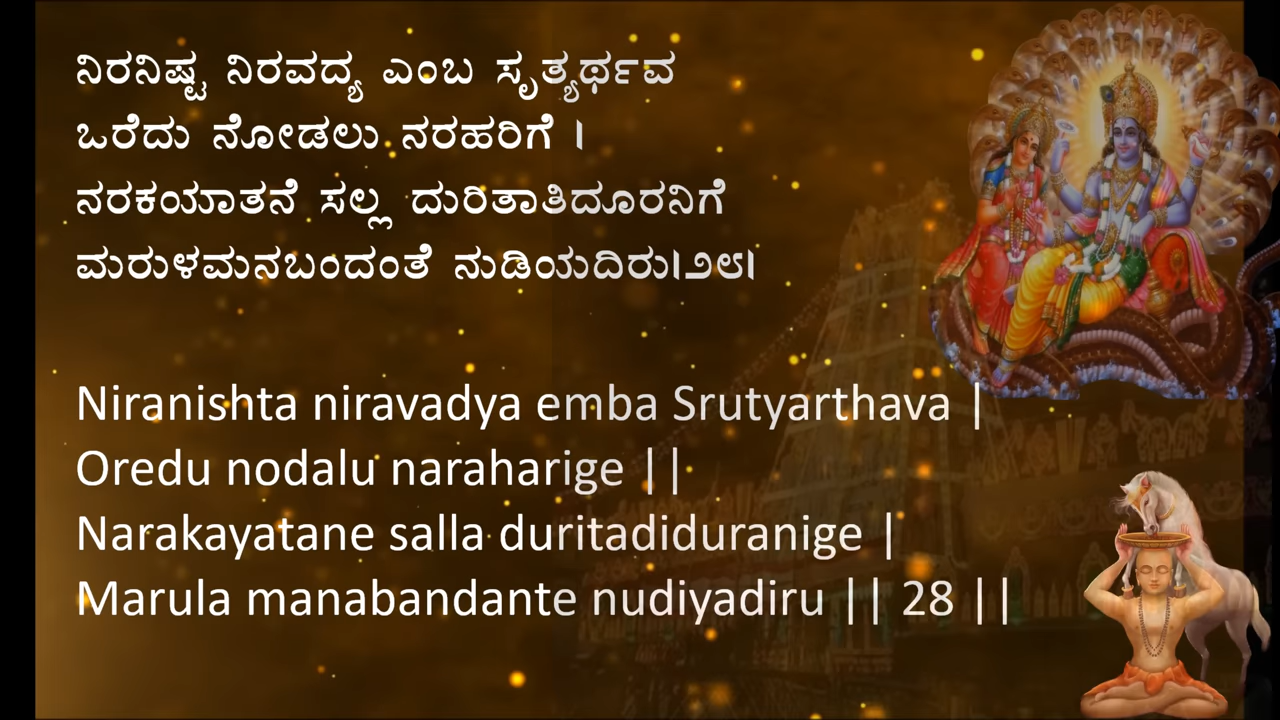 ನಿರನಿಷ್ಟ ನಿರವದ್ಯ ಎಂಬ ಸೃತ್ಯರ್ಥವ
ಒರೆದು ನೋಡಲು ನರಹರಿಗೆ ।
ನರಕಯಾತನೆ ಸಲ್ಲ ದುರಿತಾತಿದೂರನಿಗೆ
ಮರುಳಮನಬಂದಂತೆ ನುಡಿಯದಿರು।೨೮।
Niranishta niravadya emba Srutyarthava |
Oredu nodalu naraharige ||
Narakayatane salla duritadiduranige |
Marula manabandante nudiyadiru || 28 ||